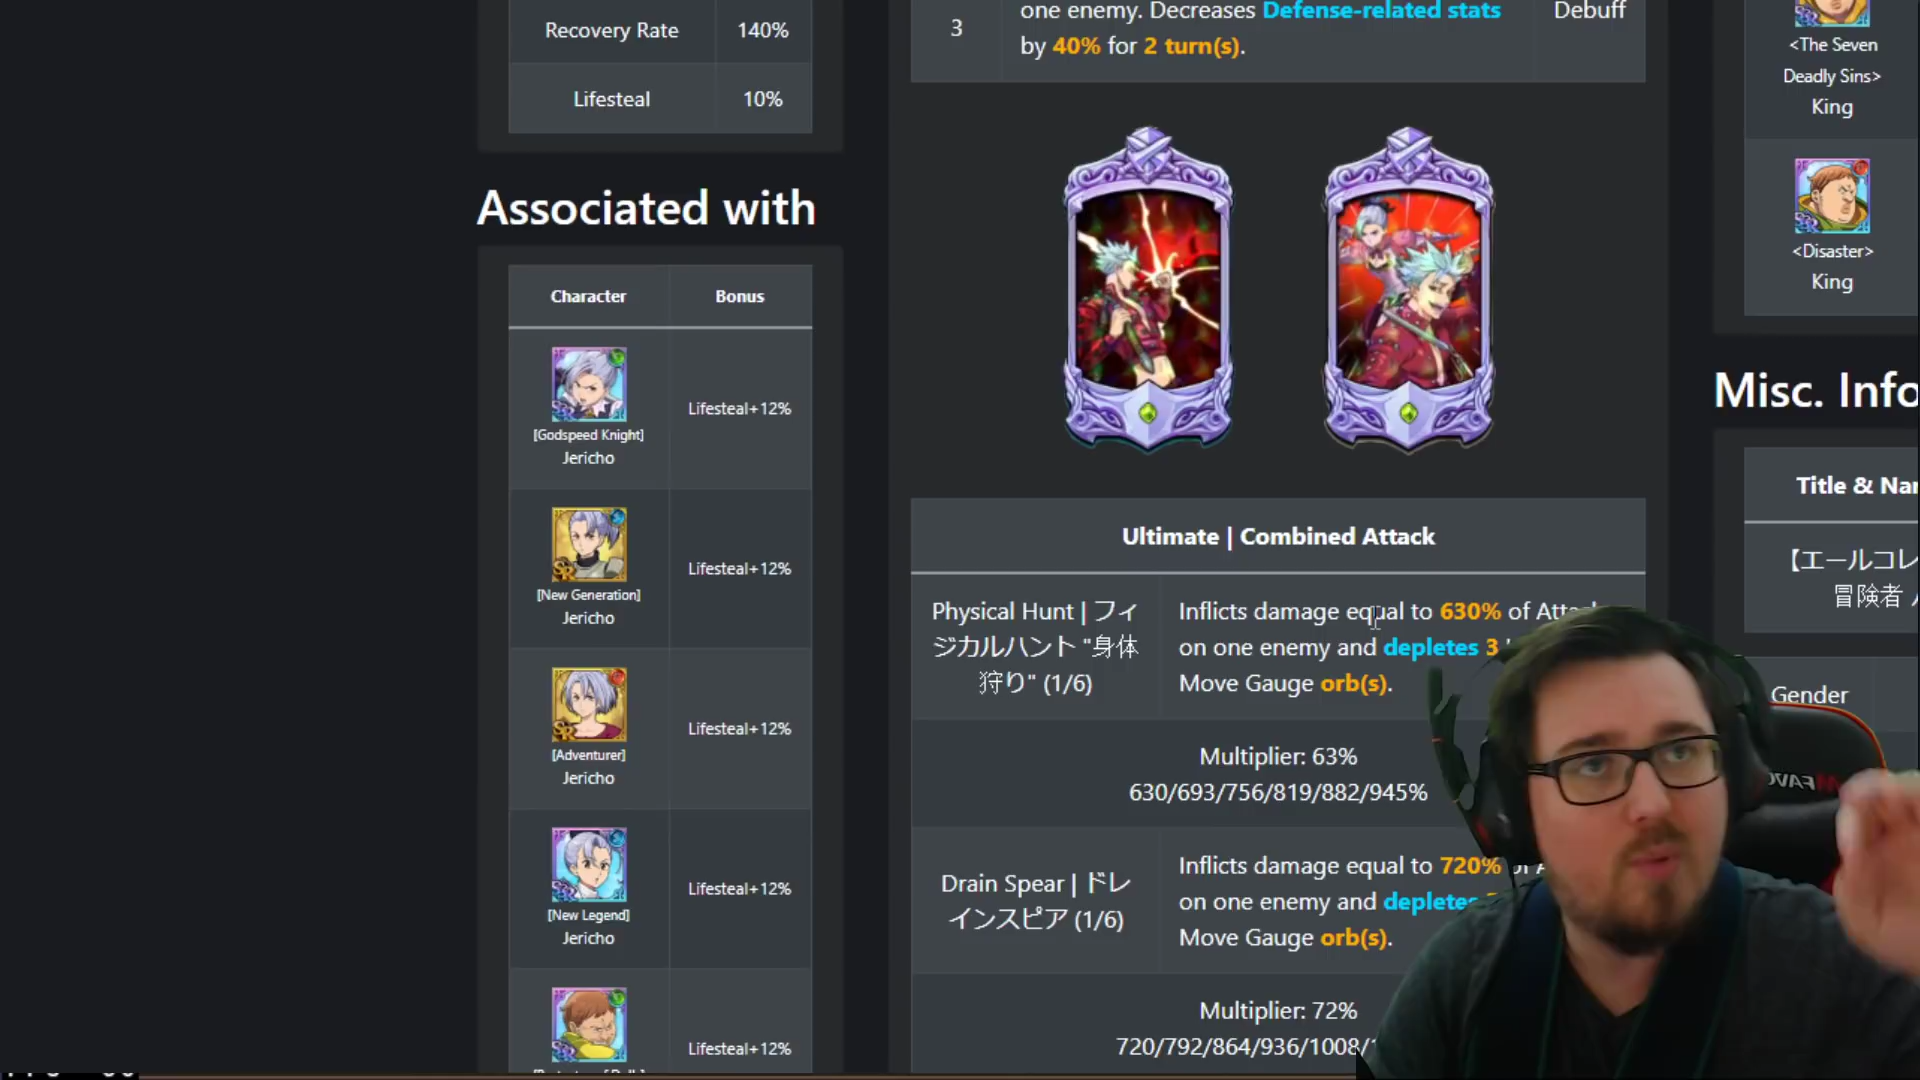 Recovery Rate 140%
Lifesteal 10%
Associated with
Character Bonus
[Godspeed Knight]
Jericho
Lifesteal+12%
[New Generation]
Jericho
Lifesteal+12%
[Adventurer]
Jericho
Lifesteal+12%
[New Legend]
Jericho
Lifesteal+12%
Lifesteal+12%
3
one enemy. Decreases Defense-related stats
by 40% for 2 turn(s).
Debuff
Ultimate | Combined Attack
Physical Hunt | フィ
ジカルハント "身体
狩り" (1/6)
Inflicts damage equal to 630% of
on one enemy and depletes 3
Move Gauge orb(s).
Multiplier: 63%
630/693/756/819/882/945%
Drain Spear | ドレ
インスピア (1/6)
Inflicts damage equal to 720%
on one enemy and depletes
Move Gauge orb(s).
Multiplier: 72%
720/792/864/936/1008/
<The Seven
Deadly Sins>
King
<Disaster>
King
Misc. Info
Title &
【エールコレ
冒険者
Gender